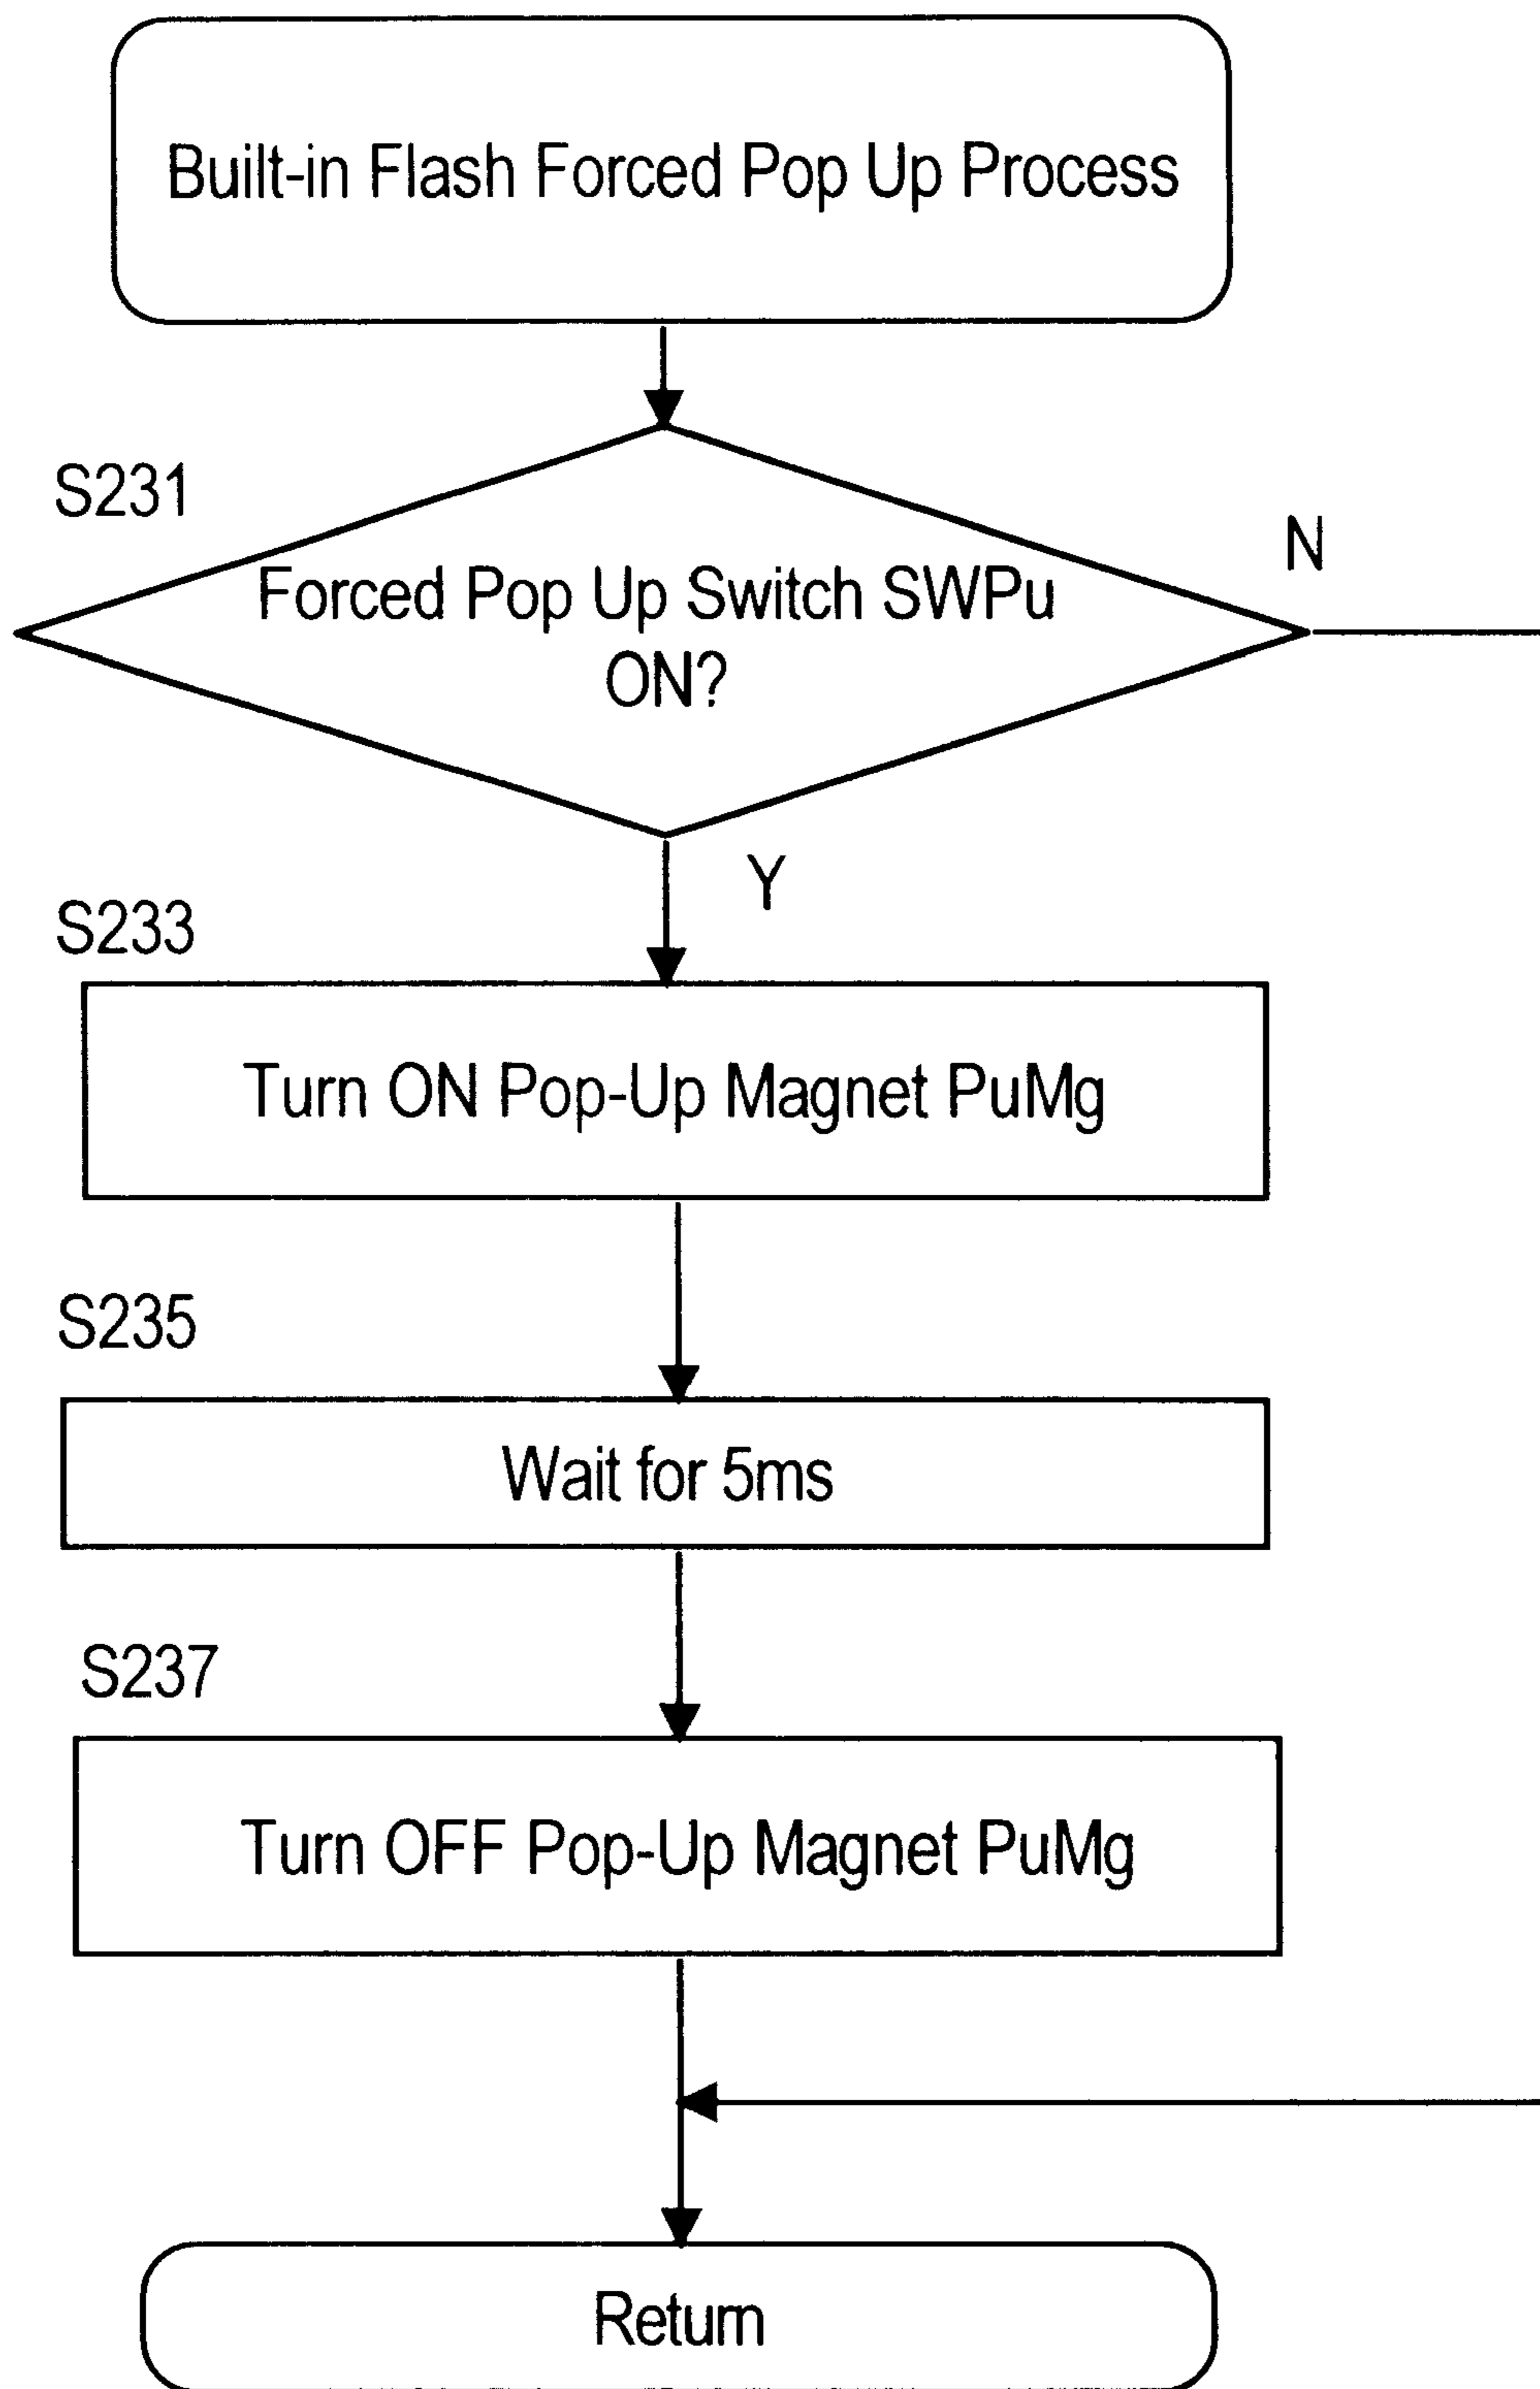 Built-in Flash Forced Pop Up Process
S231
N
Forced Pop Up Switch SWPu
ON?
Y
S233
Turn ON Pop-Up Magnet PuMg
S235
Wait for 5ms
S237
Turn OFF Pop-Up Magnet PuMg
Return